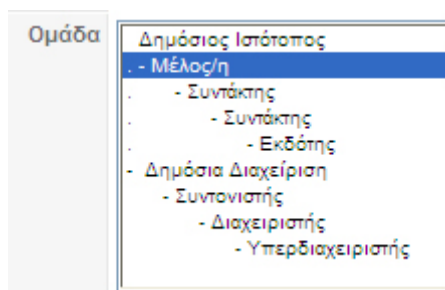 Ομάδα
Δημόσιος Ιστότοπος
. - Μέλος/η
. - Συντάκτης
. - Συντάκτης
. - Εκδότης
- Δημόσια Διαχείριση
- Συντονιστής
- Διαχειριστής
- Υπερδιαχειριστής